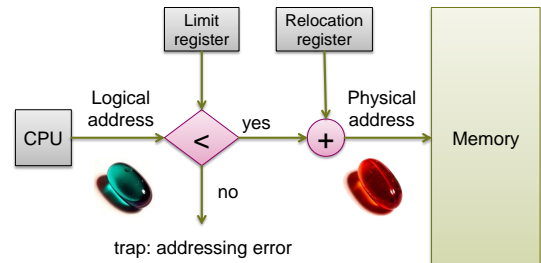 Limit
register
Relocation
register
Logical
address
Physical
address
CPU
<
yes
+
Memory
no
trap: addressing error